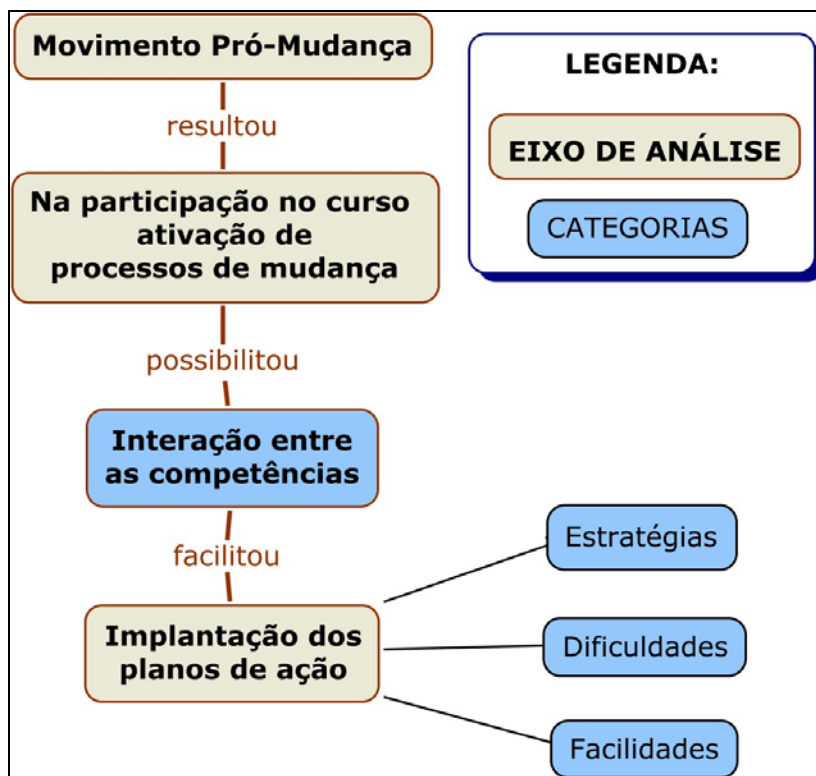 Movimento Pró-Mudança
resultou
Na participação no curso
ativação de
processos de mudança
possibilitou
Interação entre
as competências
facilitou
Implantação dos
planos de ação
Estratégias
Dificuldades
Facilidades
LEGENDA:
EIXO DE ANÁLISE
CATEGORIAS